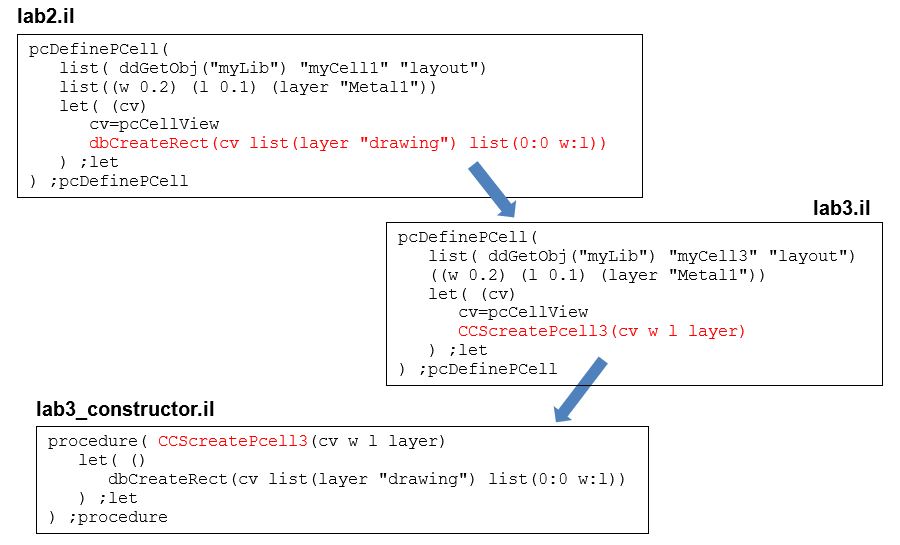 lab2.il
pcDefinePCell(
list( ddGetObj("myLib") "myCell1" "layout")
list((w 0.2) (l 0.1) (layer "Metal1"))
let( (cv)
cv=pcCellView
dbCreateRect(cv list(layer "drawing") list(0:0 w:l))
) ;let
) ;pcDefinePCell
lab3.il
pcDefinePCell(
list( ddGetObj("myLib") "myCell3" "layout")
((w 0.2) (l 0.1) (layer "Metal1"))
let( (cv)
cv=pcCellView
CCScreatePcell3(cv w l layer)
) ;let
) ;pcDefinePCell
lab3_constructor.il
procedure( CCScreatePcell3(cv w l layer)
let( ()
dbCreateRect(cv list(layer "drawing") list(0:0 w:l))
) ;let
) ;procedure